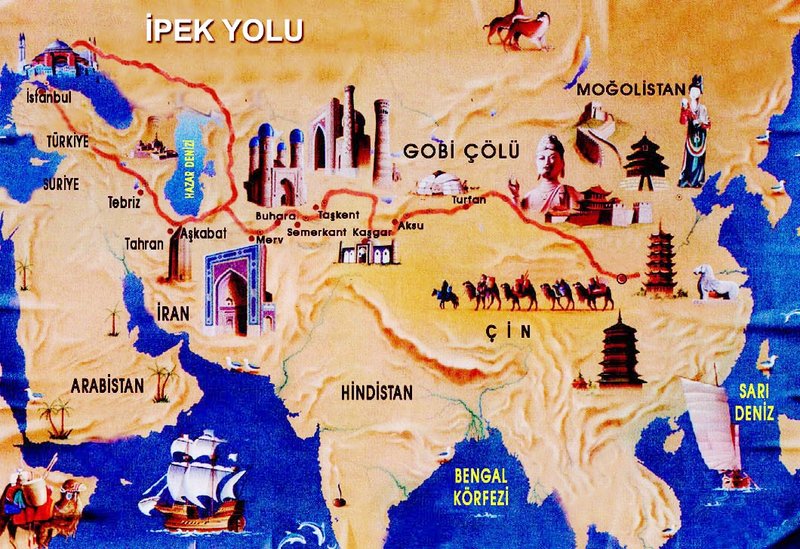 İPEK YOLU
MOĞOLİSTAN
İstanbul
TÜRKİYE
GOBİ ÇÖLÜ
HAZAR DENİZİ
SURİYE
Tebriz
Turfan
Buhara
Taşkent
Aksu
Aşkabat
Semerkant
Kaşgar
Tahran
Merv
İRAN
ÇİN
ARABİSTAN
HİNDİSTAN
SARI
DENİZ
BENGAL
KÖRFEZİ